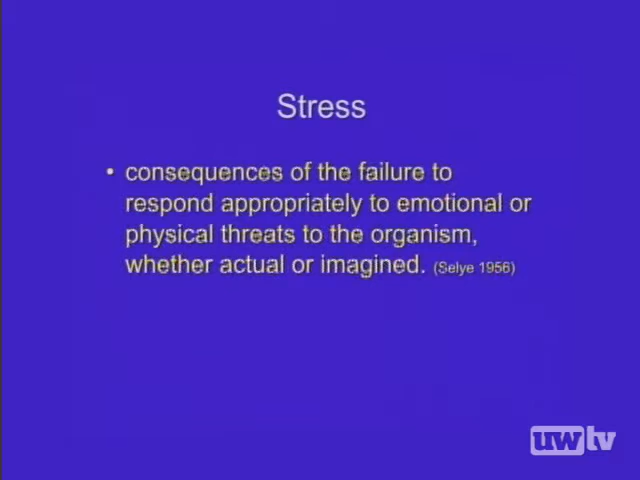 Stress
• consequences of the failure to
respond appropriately to emotional or
physical threats to the organism,
whether actual or imagined. (Selye 1956)
uwtv